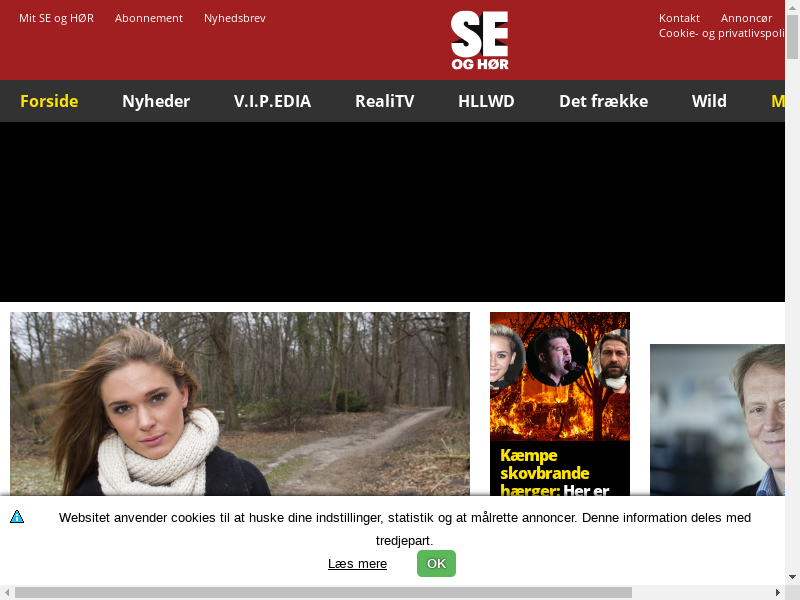 Mit SE og HØR Abonnement Nyhedsbrev
SE
OG HØR
Kontakt Annoncør
Cookie- og privatlivspoli
Forside Nyheder V.I.P.EDIA RealiTV HLLWD Det frække Wild M
Kæmpe
skovbrande
hærger: Her er
Websitet anvender cookies til at huske dine indstillinger, statistik og at målrette annoncer. Denne information deles med
tredjepart.
Læs mere OK